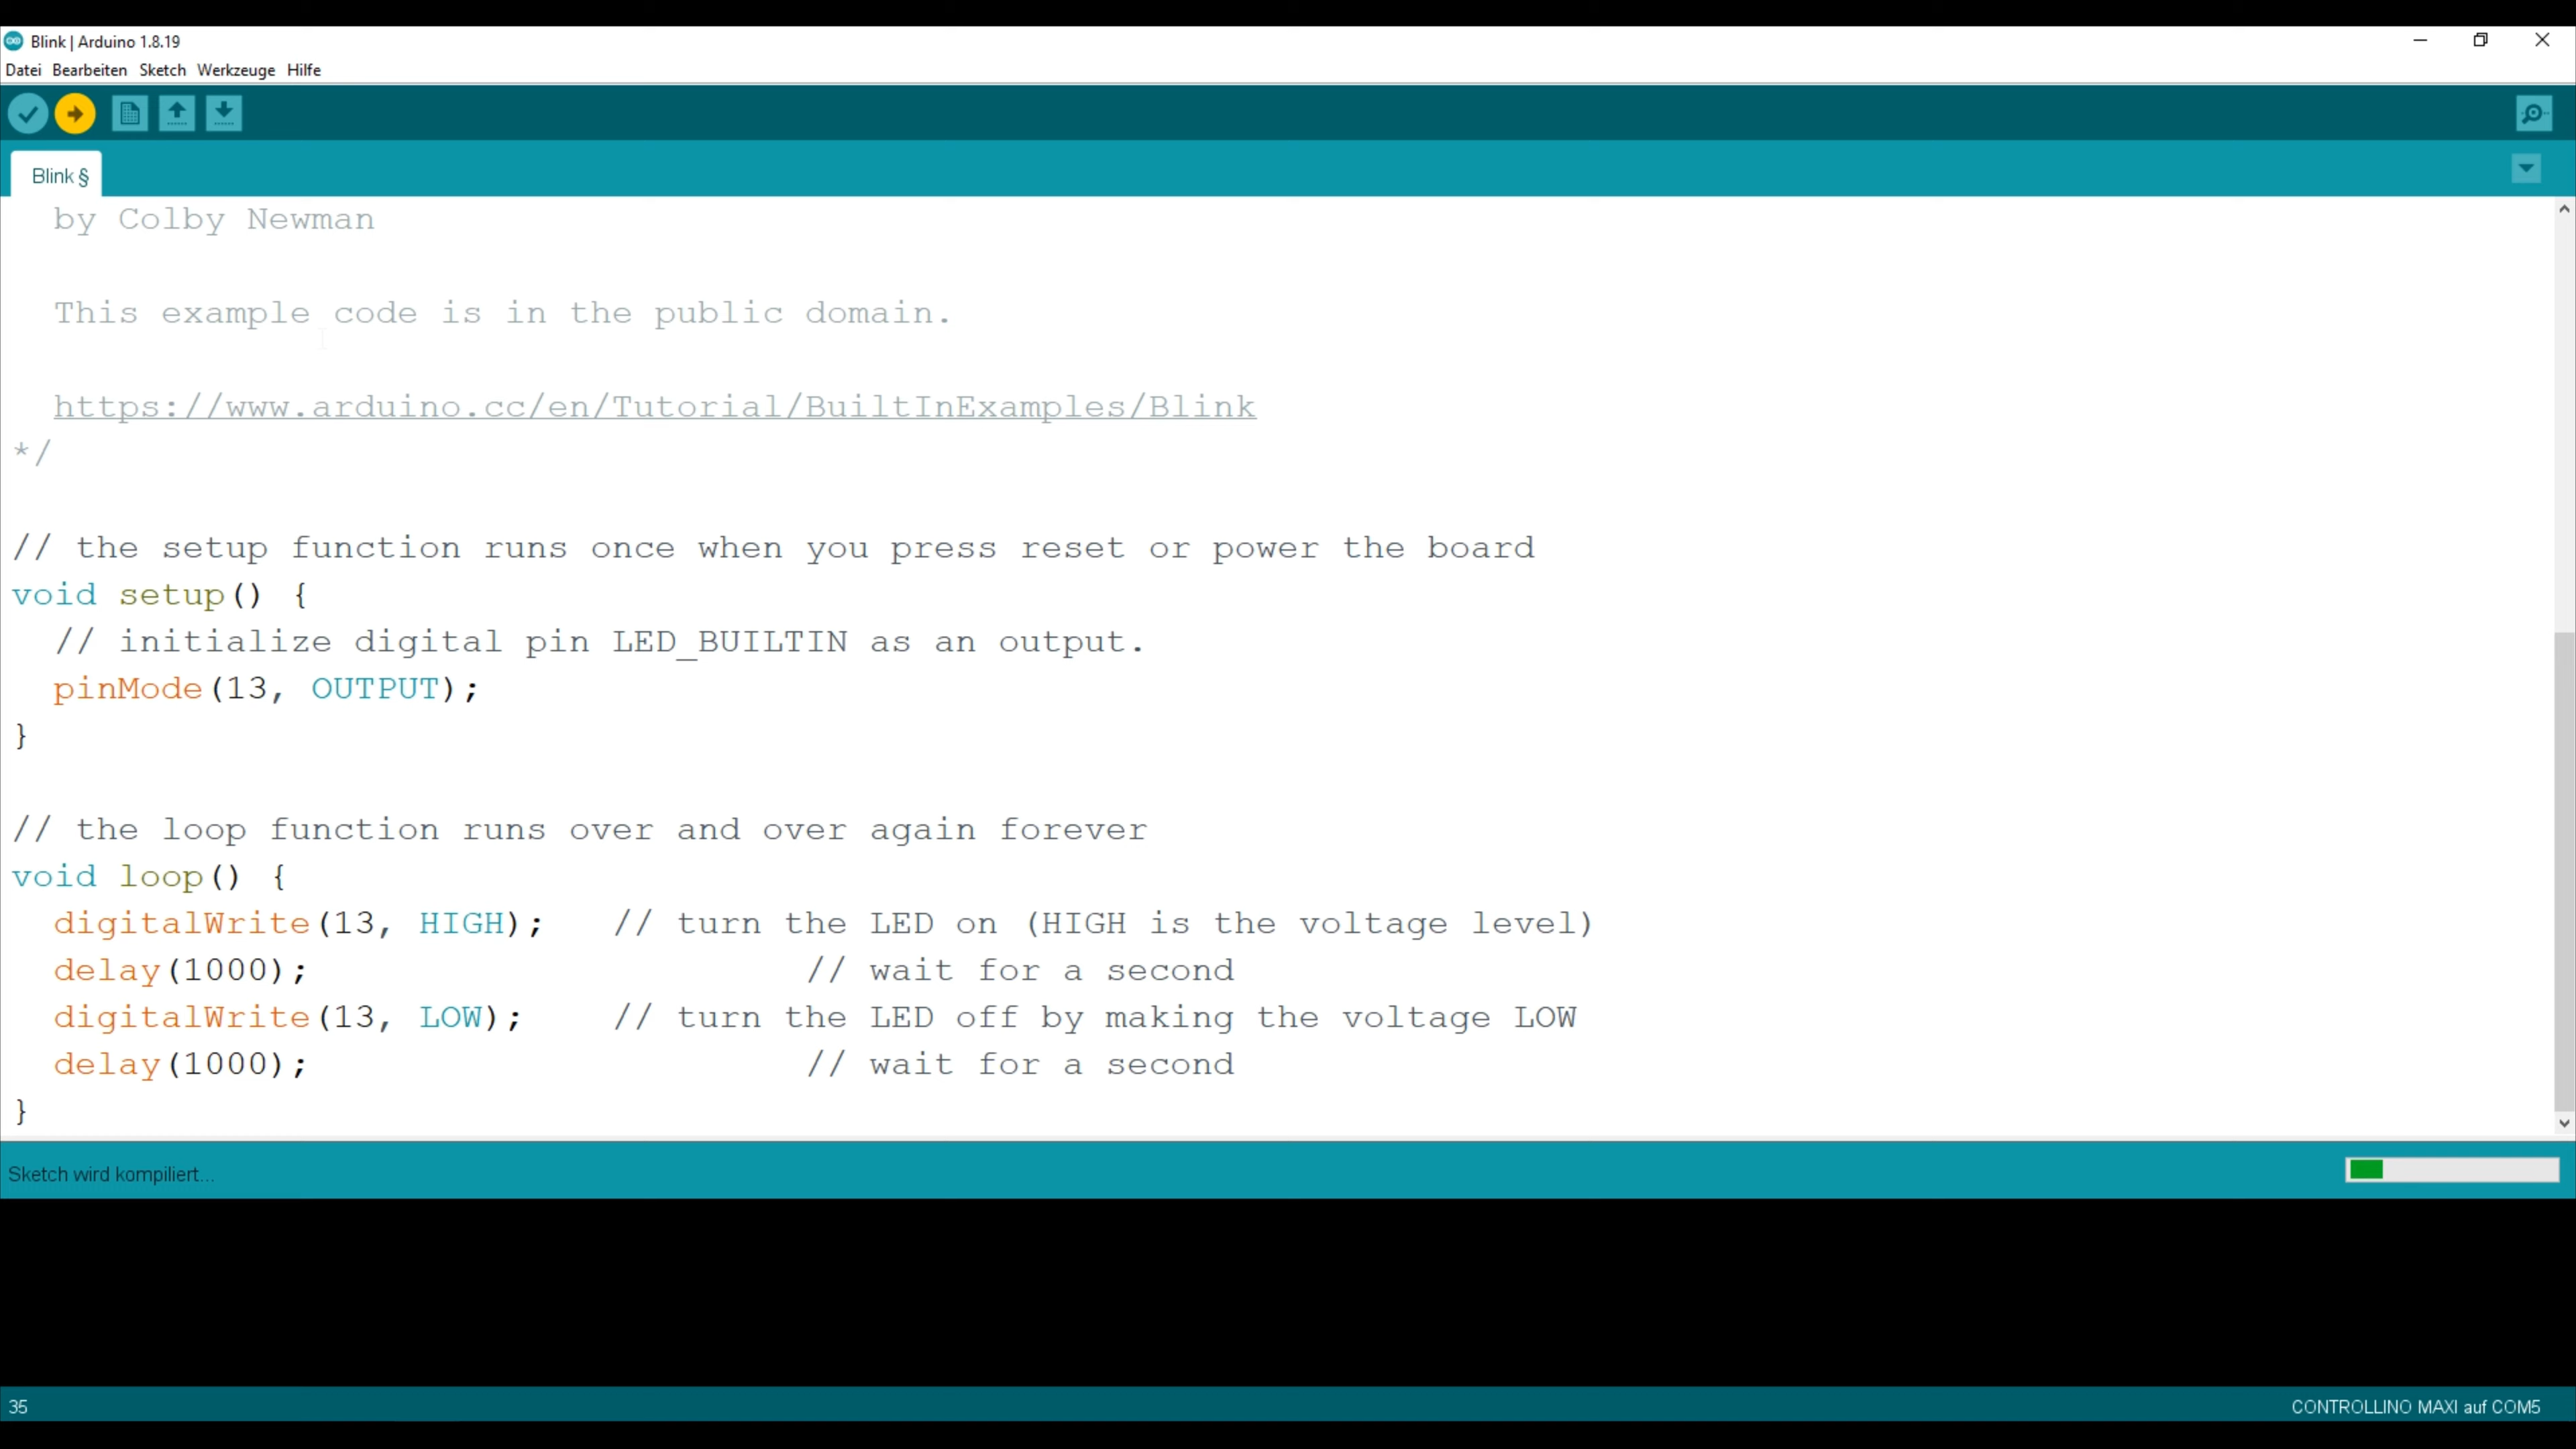 Blink | Arduino 1.8.19
Datei Bearbeiten Sketch Werkzeuge Hilfe
Blink §
by Colby Newman
This example code is in the public domain.
https://www.arduino.cc/en/Tutorial/BuiltInExamples/Blink
*/
// the setup function runs once when you press reset or power the board
void setup() {
// initialize digital pin LED_BUILTIN as an output.
pinMode(13, OUTPUT);
}
// the loop function runs over and over again forever
void loop() {
digitalWrite(13, HIGH); // turn the LED on (HIGH is the voltage level)
delay(1000); // wait for a second
digitalWrite(13, LOW); // turn the LED off by making the voltage LOW
delay(1000); // wait for a second
}
Sketch wird kompiliert...
35
CONTROLLINO MAXI auf COM5